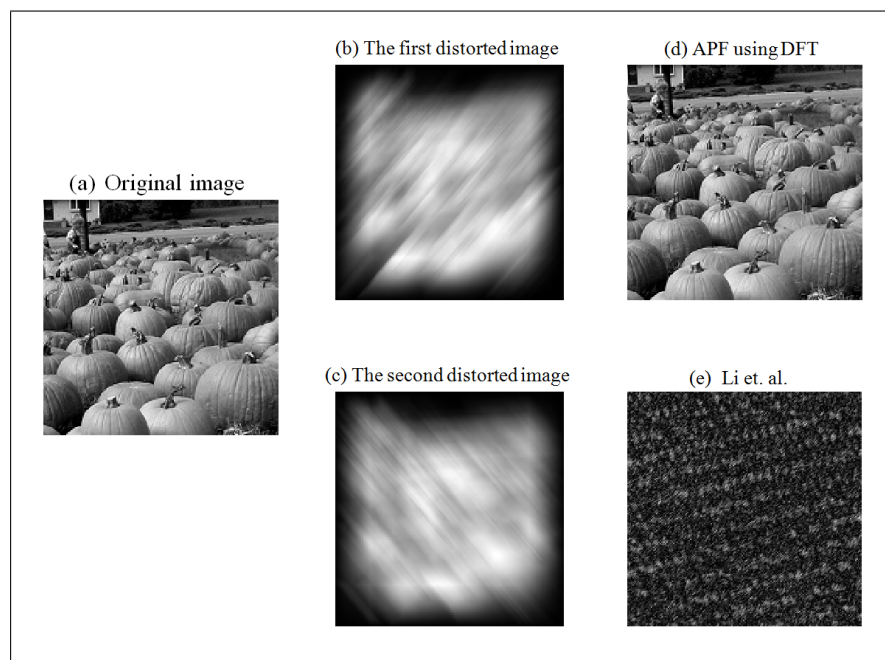 (a) Original image
(b) The first distorted image
(c) The second distorted image
(d) APF using DFT
(e) Li et. al.